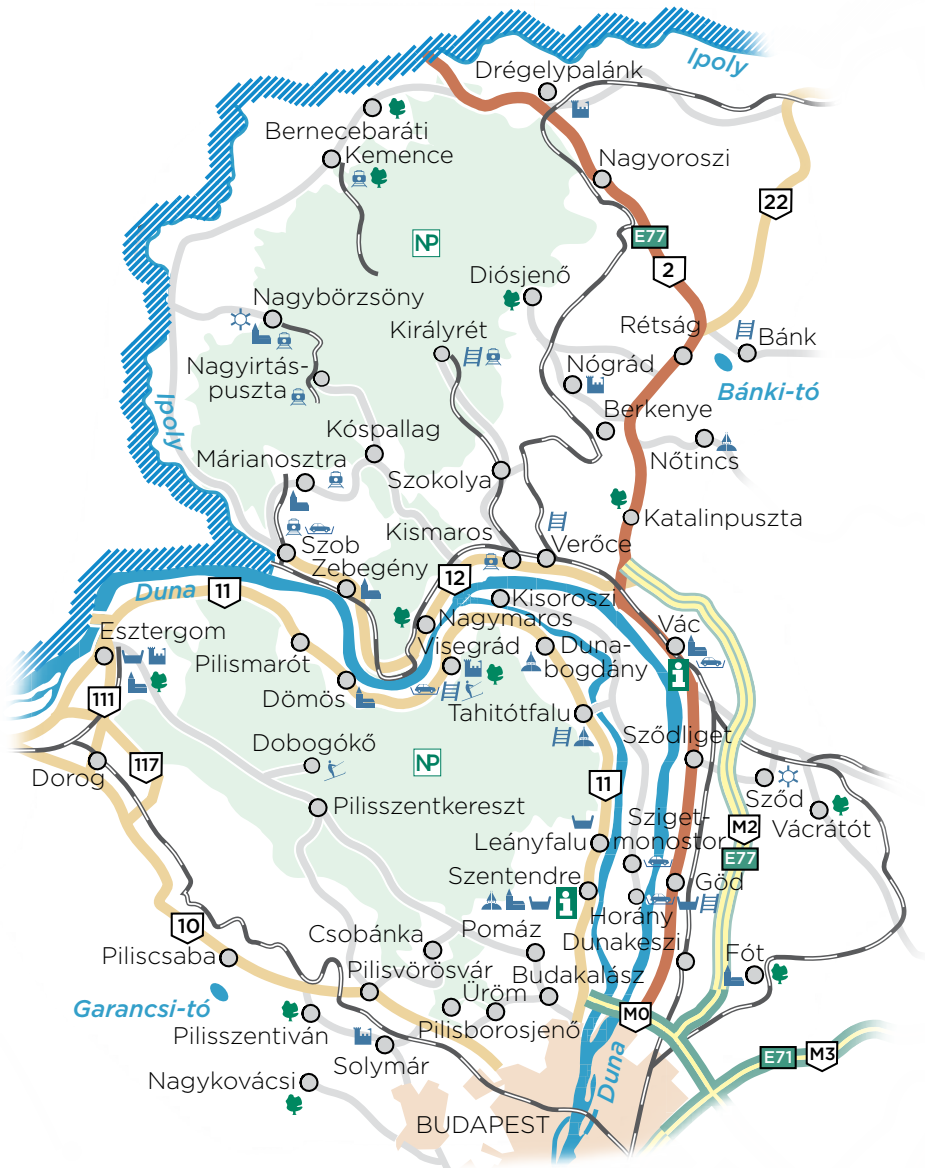 Ipoly
Drégelypalánk
Bernecebaráti
Kemence
Nagyoroszi
22
NP
E77
2
Diósjenő
Nagybörzsöny
Királyrét
Rétság
Bánk
Nagyirtás-
puszta
Nógrád
Bánki-tó
Ipoly
Berkenye
Kóspallag
Nőtincs
Márianosztra
Szokolya
Katalinpuszta
Kismaros
Verőce
Szob
Zebegény
12
Duna
11
Kisoroszi
Nagymaros
Esztergom
Vác
Pilismarót
Visegrád
Duna-
bogdány
i
Dömös
111
Tahitótfalu
Sződliget
Dobogókő
NP
117
Dorog
11
Sződ
Pilisszentkereszt
Vácrátót
Sziget-
monostor
M2
Leányfalu
E77
Szentendre
i
Göd
Horány
10
Csobánka
Pomáz
Dunakeszi
Piliscsaba
Fót
Pilisvörösvár
Budakalász
Üröm
Garancsi-tó
M0
Pilisszentiván
Pilisborosjenő
Solymár
E71
M3
Duna
Nagykovácsi
BUDAPEST